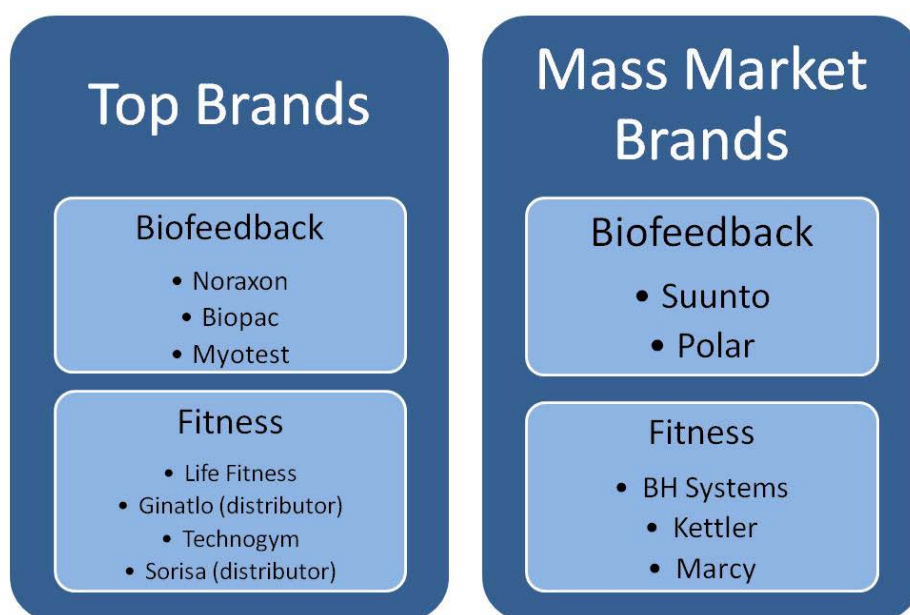 Top Brands
Biofeedback
• Noraxon
• Biopac
• Myotest
Fitness
• Life Fitness
• Ginatlo (distributor)
• Technogym
• Sorisa (distributor)
Mass Market
Brands
Biofeedback
• Suunto
• Polar
Fitness
• BH Systems
• Kettler
• Marcy